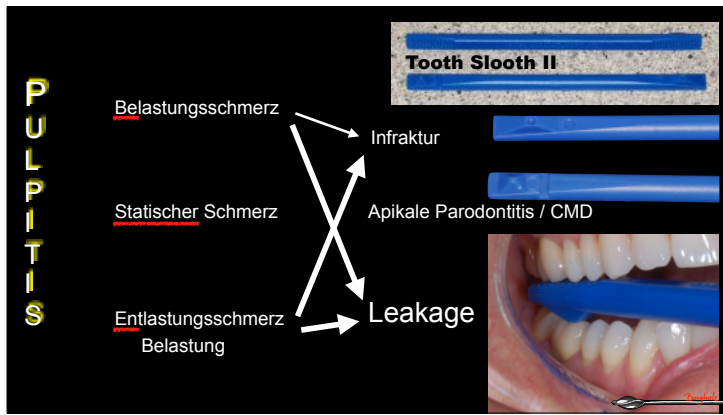 PULPITIS
Tooth Slooth II
Belastungsschmerz
Infraktur
Statischer Schmerz
Apikale Parodontitis / CMD
Entlastungsschmerz
Belastung
Leakage